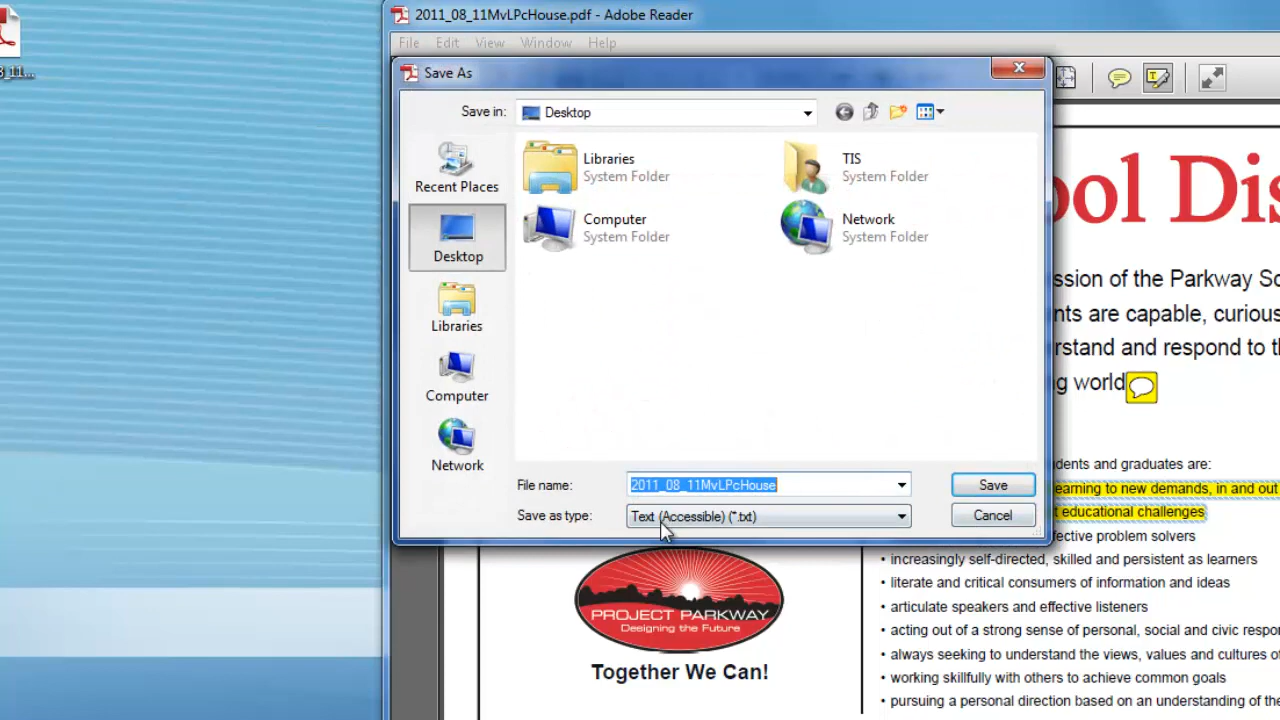 2011_08_11MvLPcHouse.pdf - Adobe Reader
File Edit View Window Help
Save As
Save in: Desktop
Recent Places
Desktop
Libraries
Computer
Network
Libraries
System Folder
TIS
System Folder
Computer
System Folder
Network
System Folder
File name: 2011_08_11MvLPcHouse
Save
Save as type: Text (Accessible) (*.txt)
Cancel
3_11...
ool Dis
ssion of the Parkway Sc
nts are capable, curious
rstand and respond to th
g world
dents and graduates are:
earning to new demands, in and out
t educational challenges
fective problem solvers
• increasingly self-directed, skilled and persistent as learners
• literate and critical consumers of information and ideas
• articulate speakers and effective listeners
• acting out of a strong sense of personal, social and civic respon
• always seeking to understand the views, values and cultures of
• working skillfully with others to achieve common goals
• pursuing a personal direction based on an understanding of the
PROJECT PARKWAY
Designing the Future
Together We Can!